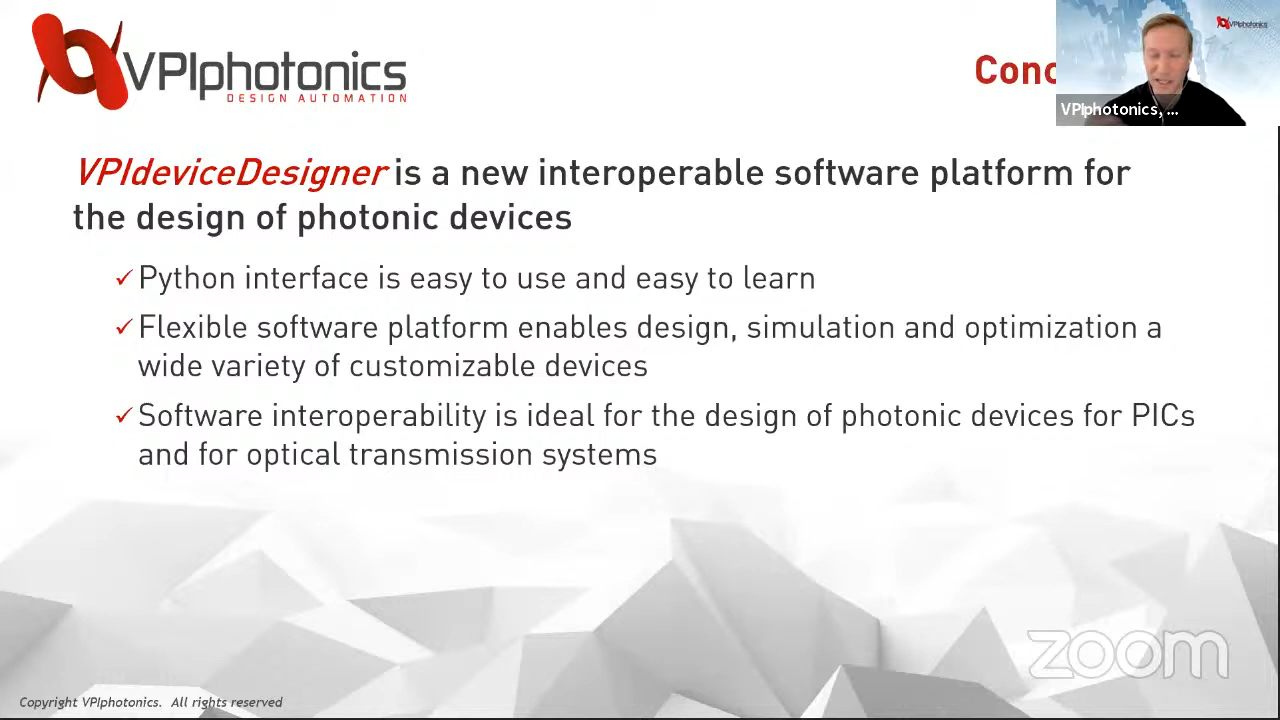 VPIphotonics
DESIGN AUTOMATION
Conc
VPIphotonics
VPIphotonics, ...
VPIdeviceDesigner is a new interoperable software platform for
the design of photonic devices
✓ Python interface is easy to use and easy to learn
✓ Flexible software platform enables design, simulation and optimization a
wide variety of customizable devices
✓ Software interoperability is ideal for the design of photonic devices for PICs
and for optical transmission systems
zoom
Copyright VPIphotonics. All rights reserved